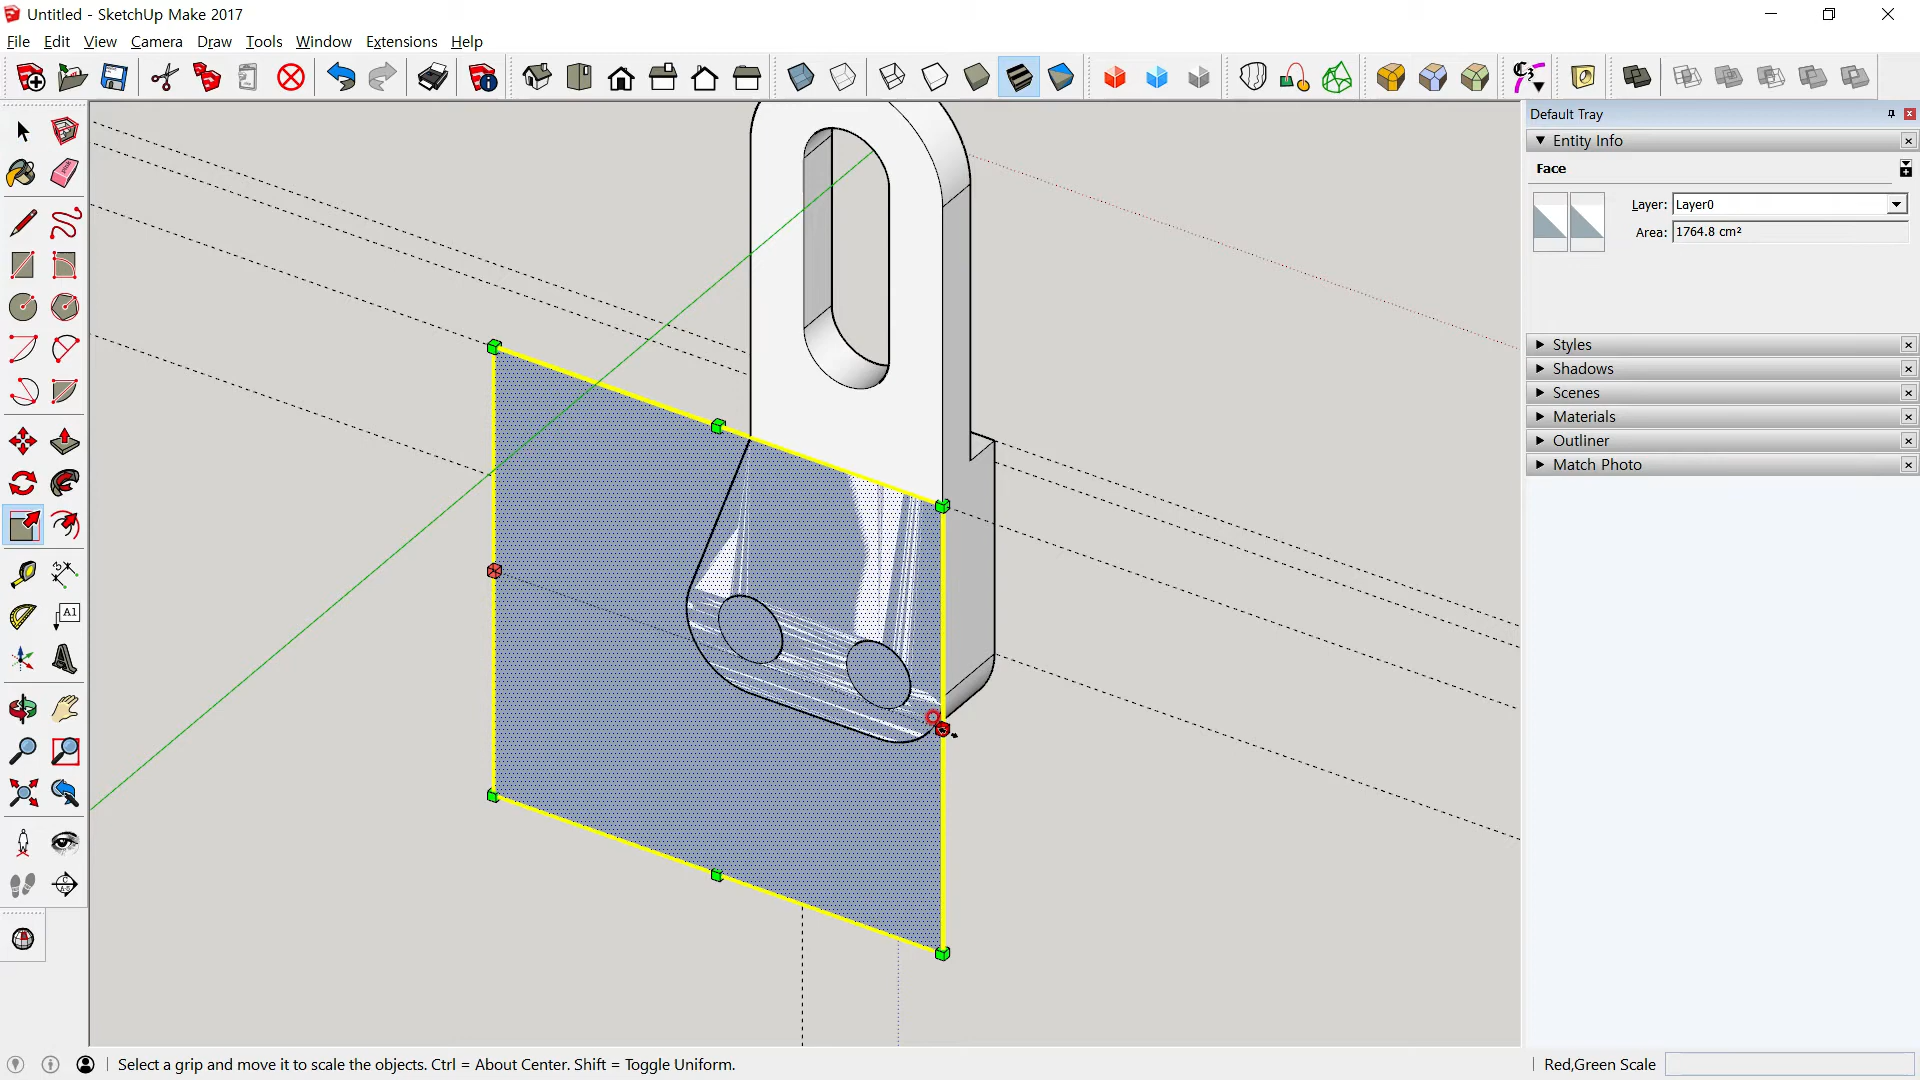 Untitled - SketchUp Make 2017
File Edit View Camera Draw Tools Window Extensions Help
Default Tray
Entity Info
Face
Layer: Layer0
Area: 1764.8 cm²
Styles
Shadows
Scenes
Materials
Outliner
Match Photo
A1
Select a grip and move it to scale the objects. Ctrl = About Center. Shift = Toggle Uniform.
Red,Green Scale